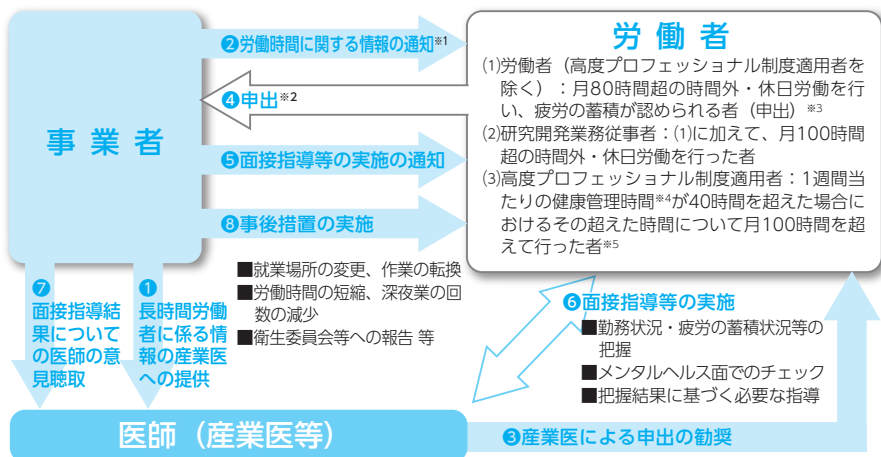 事業者
❷労働時間に関する情報の通知※1
❹申出※2
❺面接指導等の実施の通知
❽事後措置の実施
■就業場所の変更、作業の転換
■労働時間の短縮、深夜業の回
数の減少
■衛生委員会等への報告 等
労働者
⑴労働者（高度プロフェッショナル制度適用者を
除く）：月80時間超の時間外・休日労働を行
い、疲労の蓄積が認められる者（申出）※3
⑵研究開発業務従事者：⑴に加えて、月100時間
超の時間外・休日労働を行った者
⑶高度プロフェッショナル制度適用者：1週間当
たりの健康管理時間※4が40時間を超えた場合に
おけるその超えた時間について月100時間を超
えて行った者※5
❼
面接指導結
果について
の医師の意
見聴取
❶
長時間労働
者に係る情
報の産業医
への提供
❻面接指導等の実施
■勤務状況・疲労の蓄積状況等の
把握
■メンタルヘルス面でのチェック
■把握結果に基づく必要な指導
医師（産業医等）
❸産業医による申出の勧奨